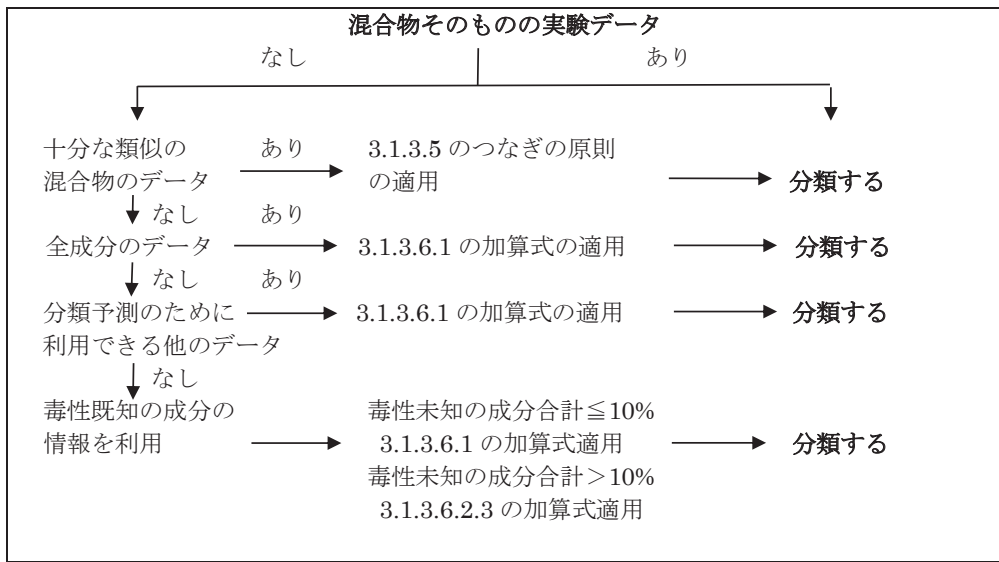 混合物そのものの実験データ
なし あり
十分な類似の あり 3.1.3.5 のつなぎの原則
混合物のデータ の適用 分類する
なし あり
全成分のデータ 3.1.3.6.1 の加算式の適用 分類する
なし あり
分類予測のために 3.1.3.6.1 の加算式の適用 分類する
利用できる他のデータ
なし
毒性既知の成分の 毒性未知の成分合計≦10%
情報を利用 3.1.3.6.1 の加算式適用 分類する
毒性未知の成分合計>10%
3.1.3.6.2.3 の加算式適用